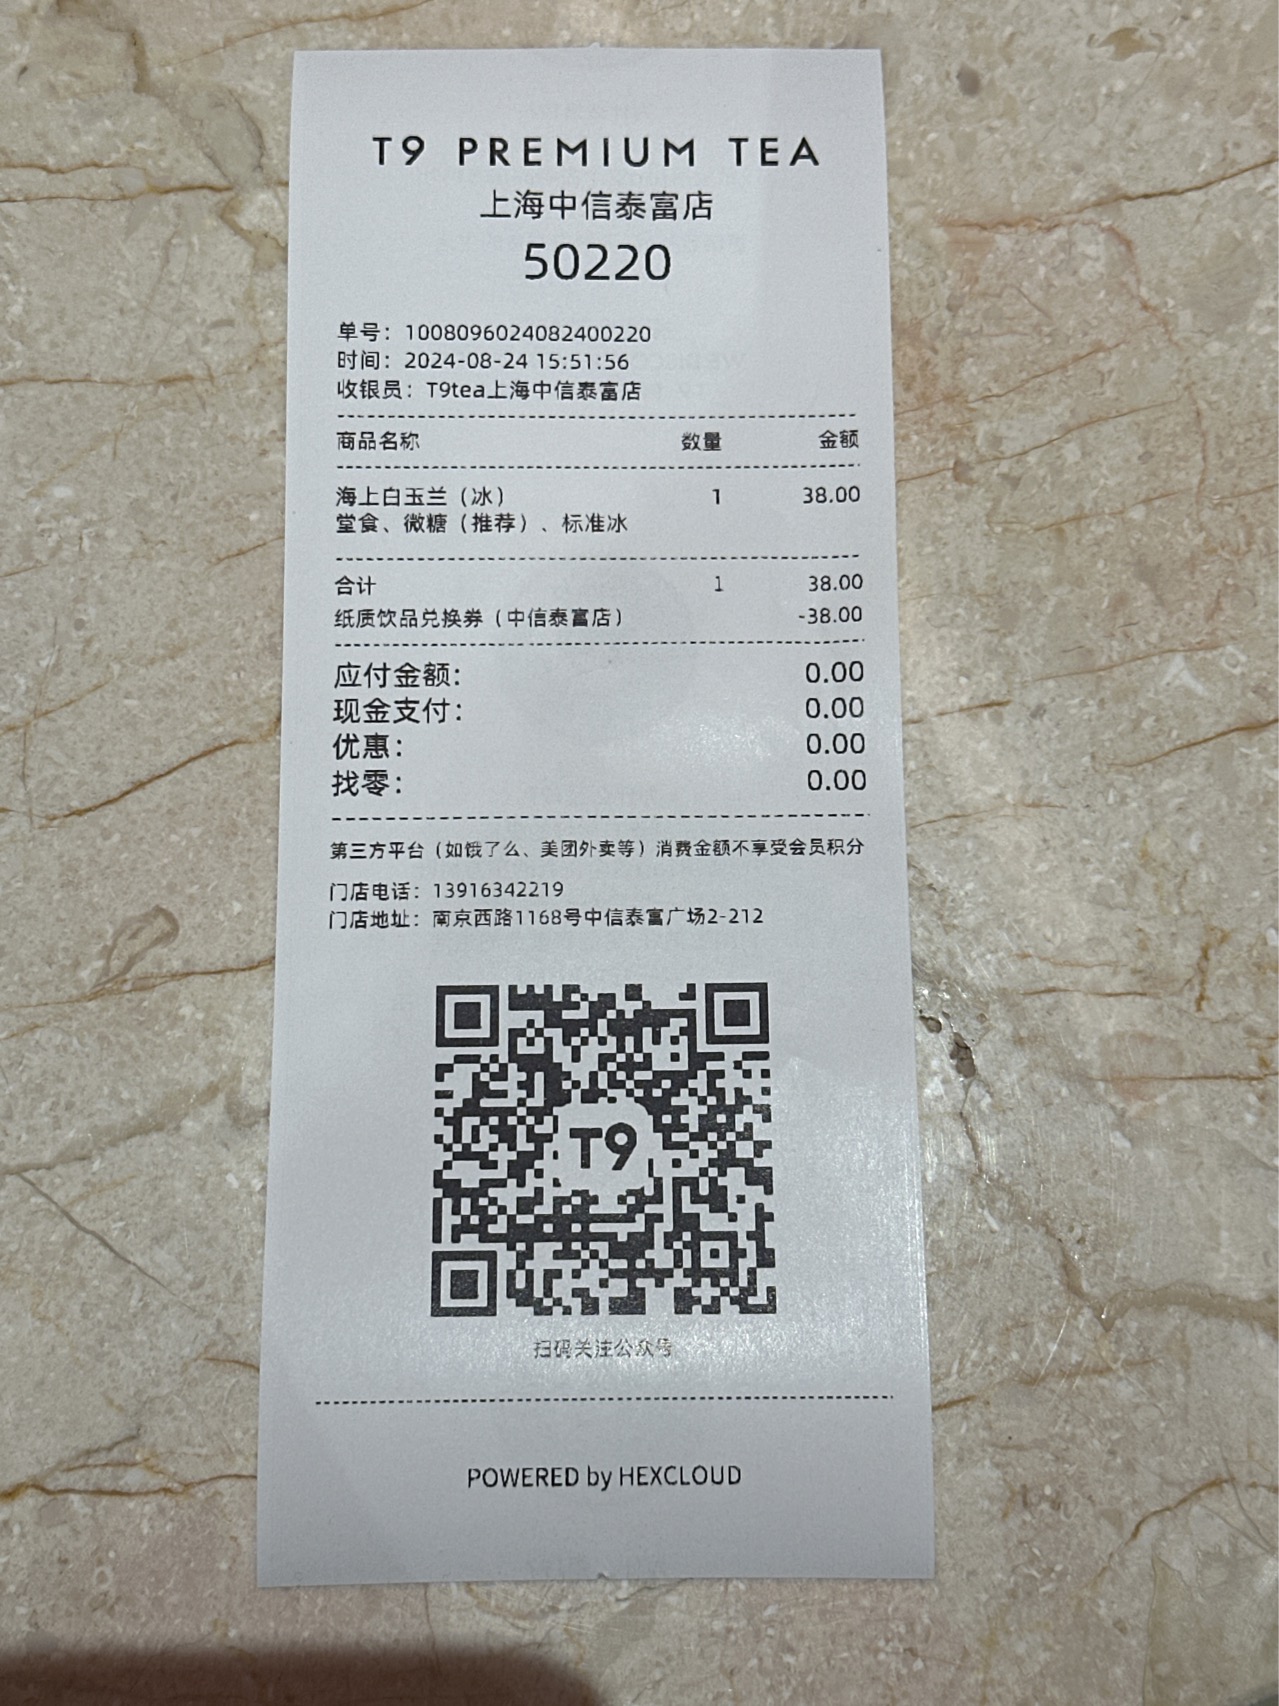 T9 PREMIUM TEA
上海中信泰富店
50220
单号：1008096024082400220
时间：2024-08-24 15:51:56
收银员：T9tea上海中信泰富店
商品名称 数量 金额
海上白玉兰（冰） 1 38.00
堂食、微糖（推荐）、标准冰
合计 1 38.00
纸质饮品兑换券（中信泰富店） -38.00
应付金额: 0.00
现金支付: 0.00
优惠: 0.00
找零: 0.00
第三方平台（如饿了么、美团外卖等）消费金额不享受会员积分
门店电话：13916342219
门店地址：南京西路1168号中信泰富广场2-212
T9
扫码关注公众号
POWERED by HEXCLOUD